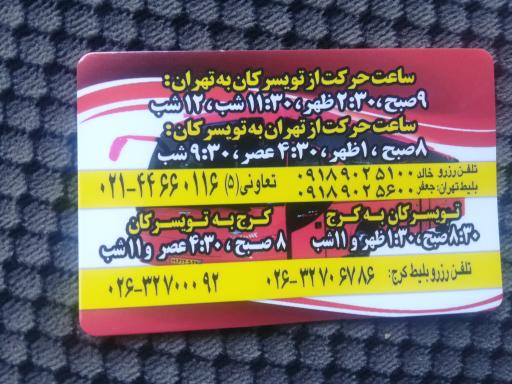 ساعت حرکت از تویسرکان به تهران:
۹ صبح، ۲:۳۰ ظهر، ۱۱:۳۰ شب، ۱۲ شب
ساعت حرکت از تهران به تویسرکان:
۸ صبح، ۱ ظهر، ۴:۳۰ عصر، ۹:۳۰ شب
تلفن رزرو خالد ۰۹۱۸۹۰۲۵۱۰۰
بلیط تهران: جعفر ۰۹۱۸۹۰۲۵۶۰۰
تعاونی (۵) ۰۲۱-۴۴۶۶۰۱۱۶
تویسرکان به کرج
۸:۳۰ صبح، ۱:۳۰ ظهر و ۱۱ شب
کرج به تویسرکان
۸ صبح، ۴:۳۰ عصر و ۱۱ شب
تلفن رزرو بلیط کرج: ۰۲۶-۳۲۷۰۶۷۸۶ ۰۲۶-۳۲۷۰۰۰۹۲